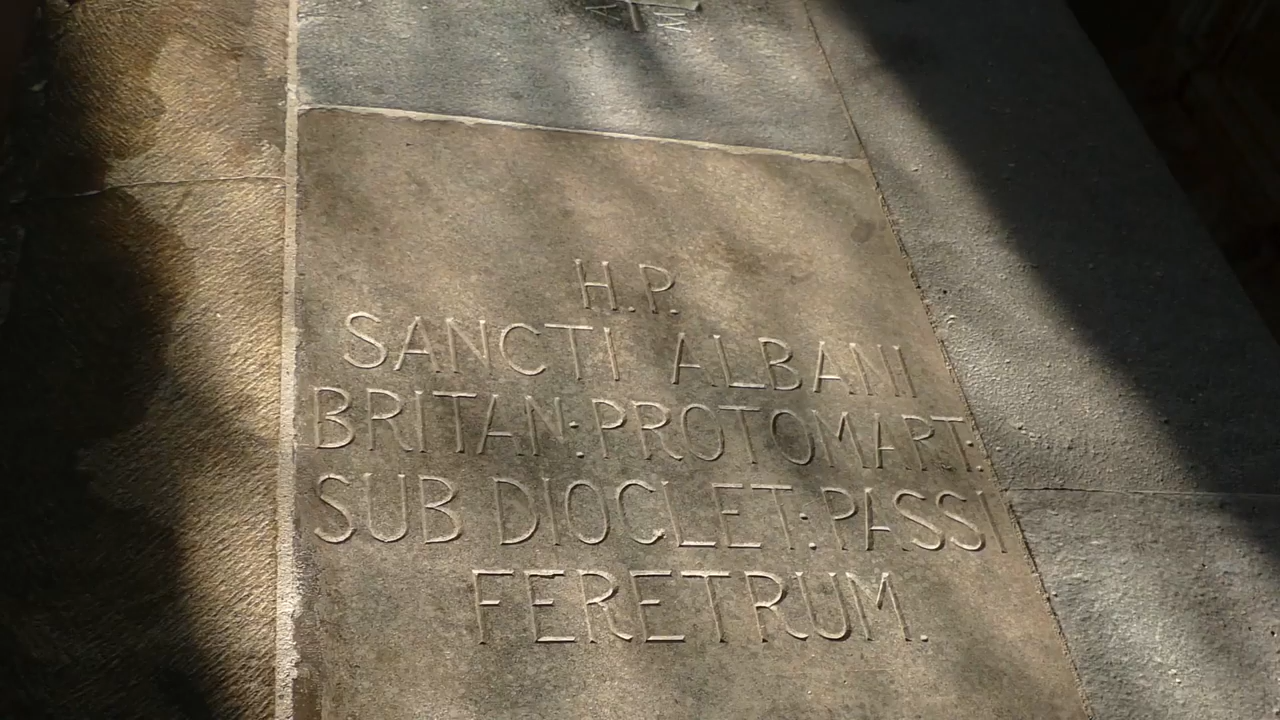 H.P.
SANCTI ALBANI
BRITAN: PROTOMART:
SUB DIOCLET: PASSI
FERETRUM.